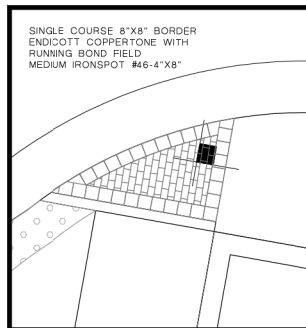 SINGLE COURSE 8"X8" BORDER
ENDICOTT COPPERTONE WITH
RUNNING BOND FIELD
MEDIUM IRONSPOT #46-4"X8"